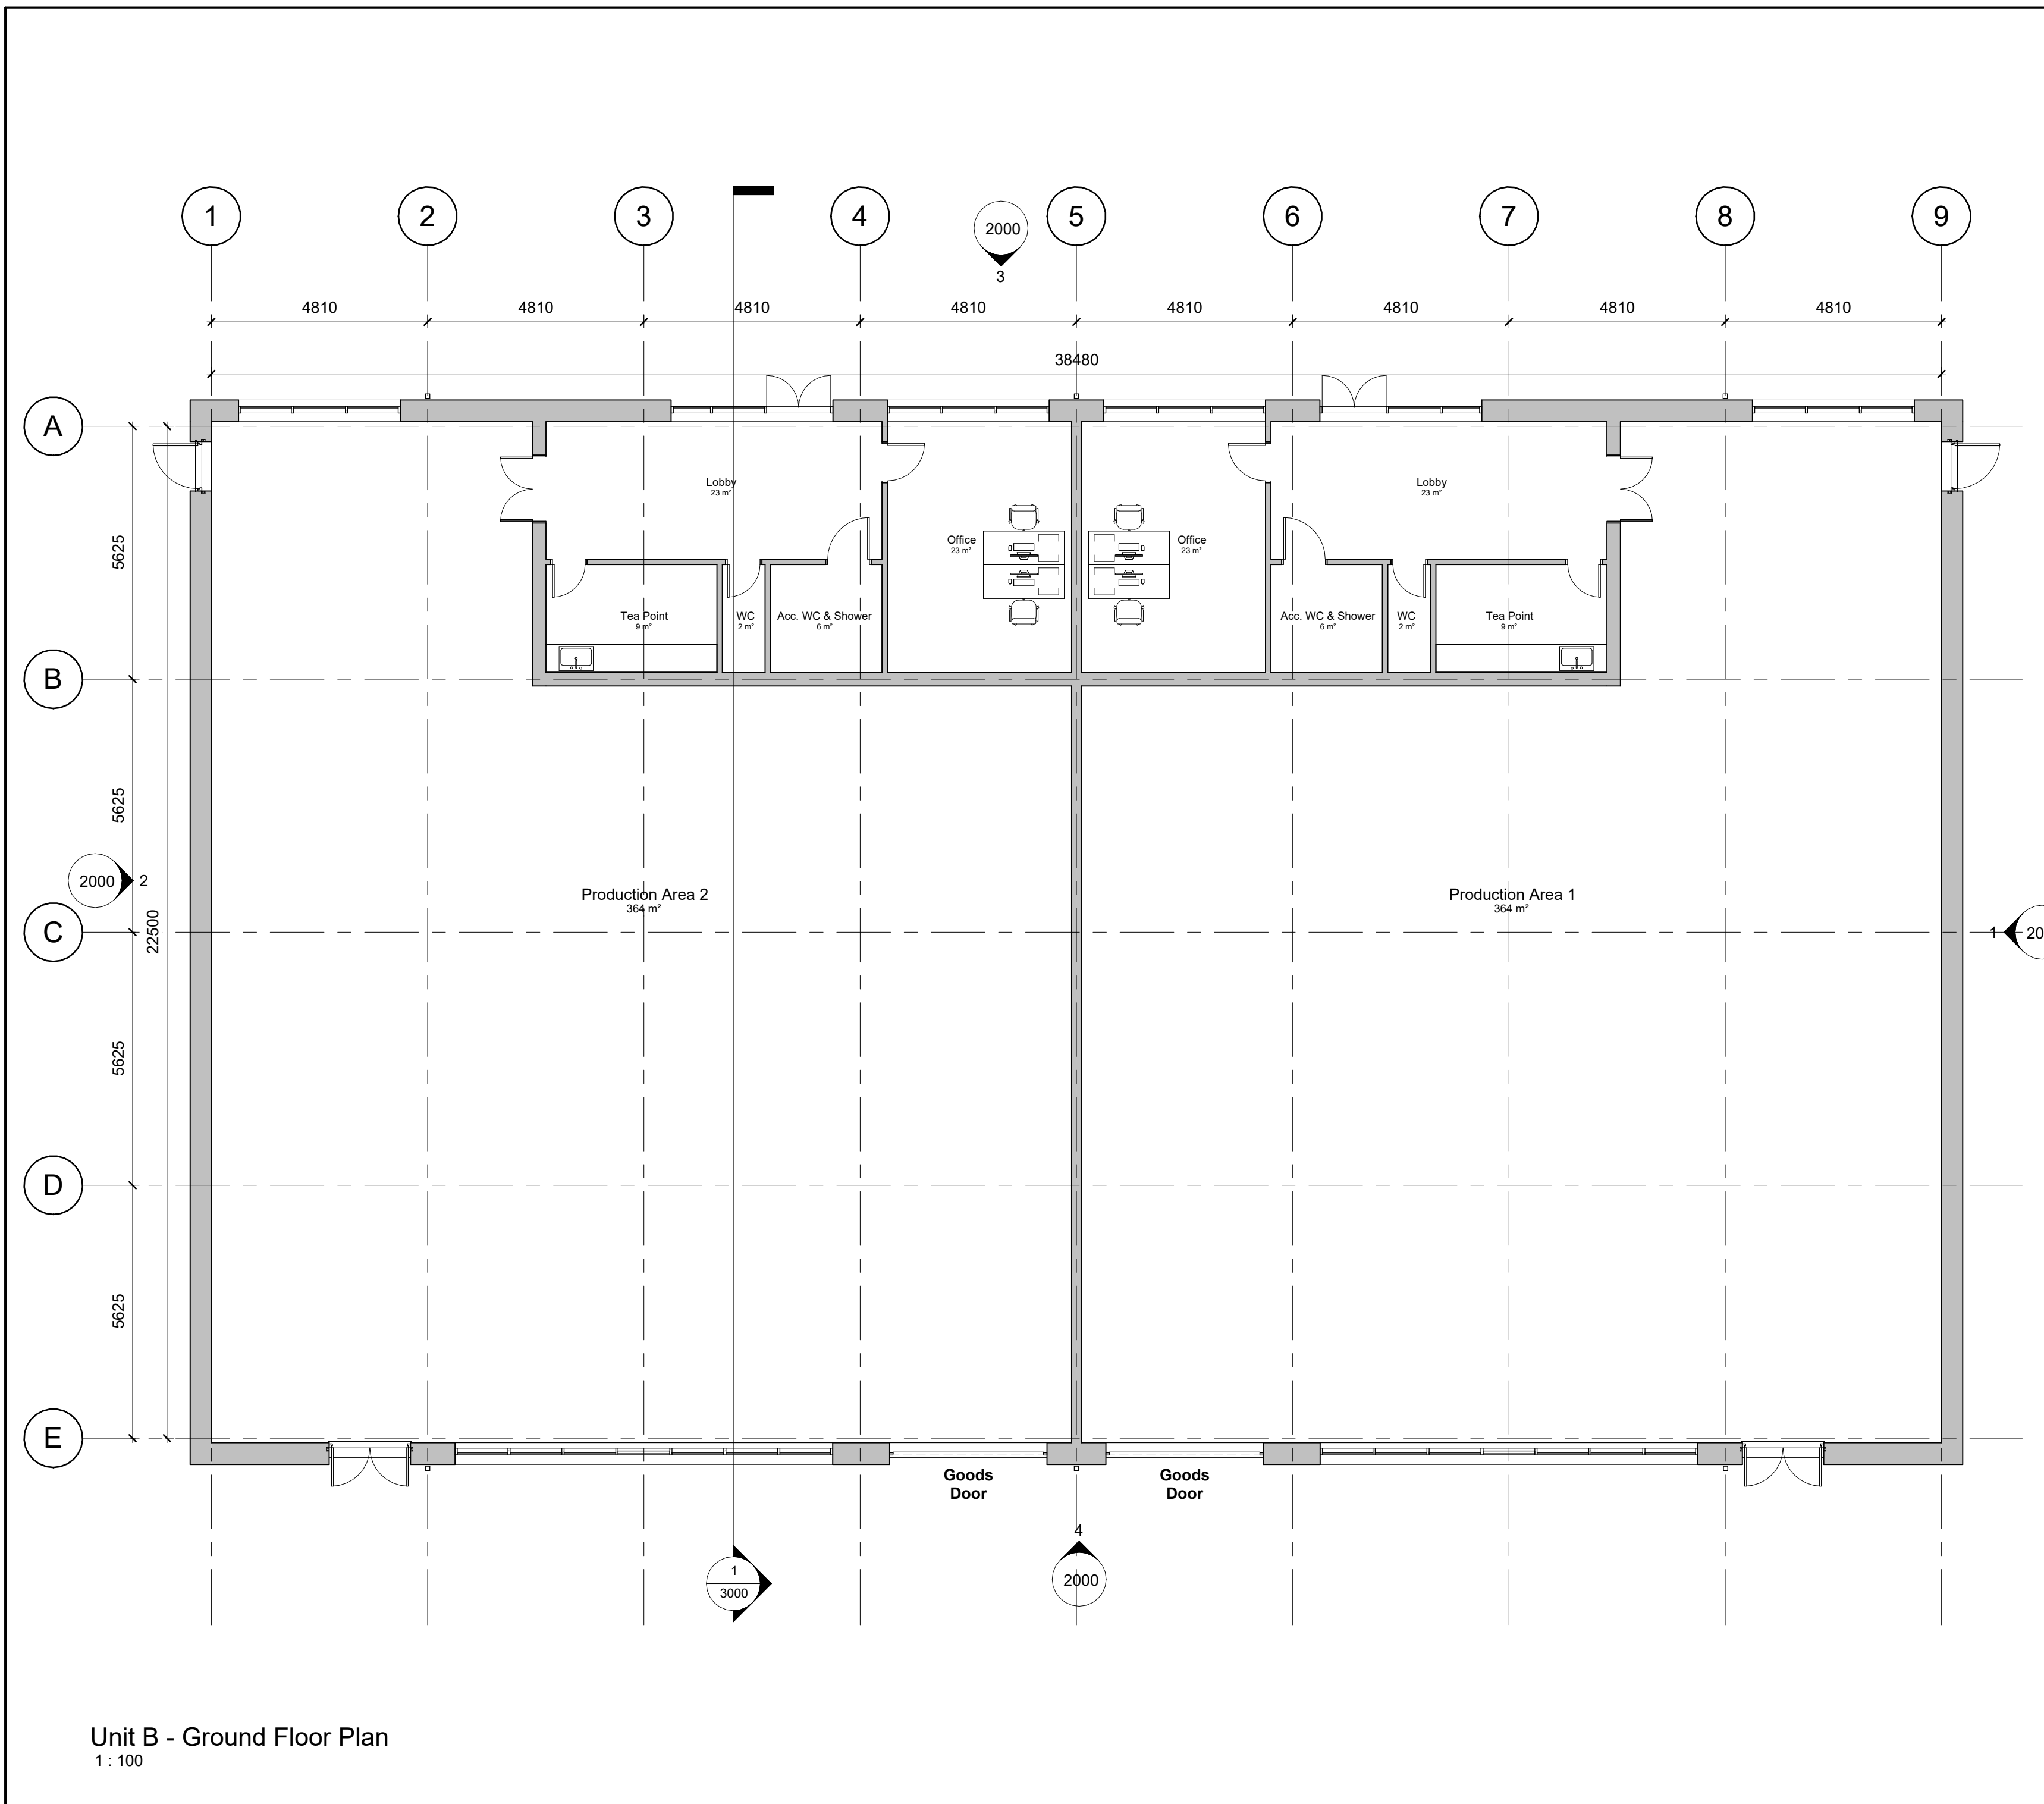 1 2 3 4 5 6 7 8 9
2000
3
4810 4810 4810 4810 4810 4810 4810 4810
38480
A
Lobby
23 m²
Lobby
23 m²
Office
23 m²
Office
23 m²
5625
Tea Point
9 m²
WC
2 m²
Acc. WC & Shower
6 m²
Acc. WC & Shower
6 m²
WC
2 m²
Tea Point
9 m²
B
5625
2000 2
Production Area 2
364 m²
Production Area 1
364 m²
C
22500
1 20
5625
D
5625
E
Goods
Door
Goods
Door
4
2000
1
3000
Unit B - Ground Floor Plan
1 : 100